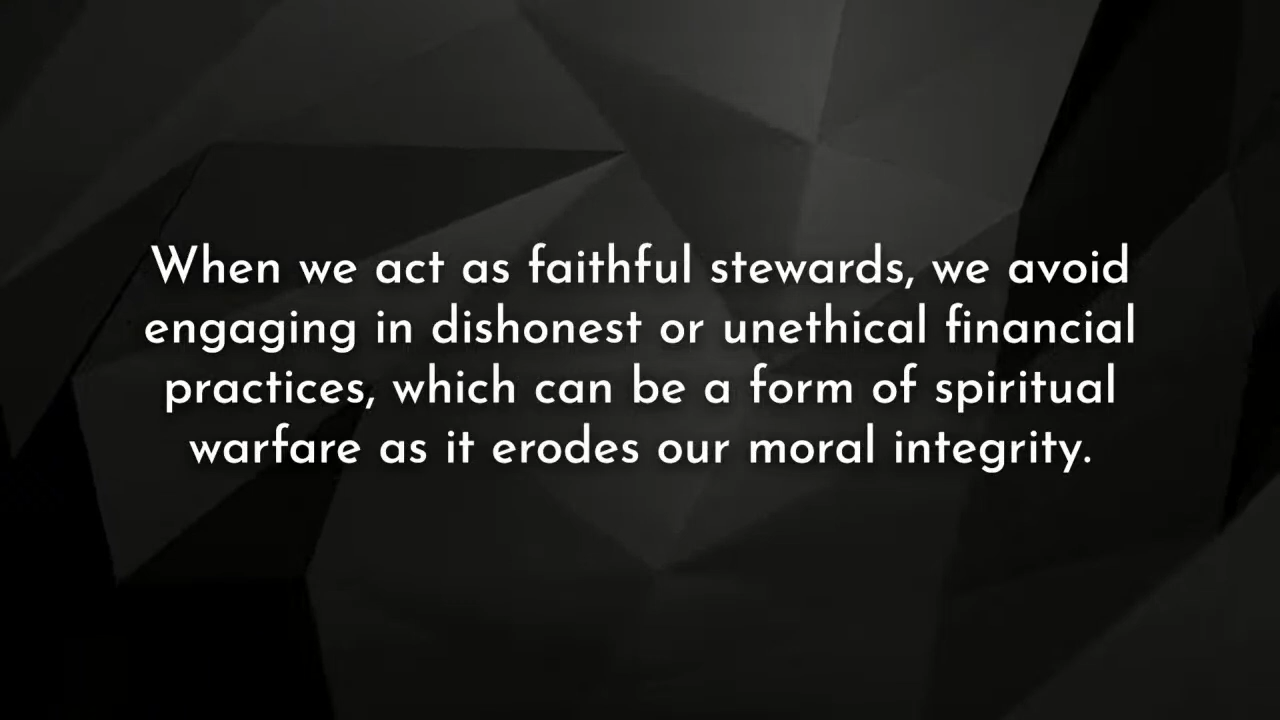 When we act as faithful stewards, we avoid
engaging in dishonest or unethical financial
practices, which can be a form of spiritual
warfare as it erodes our moral integrity.